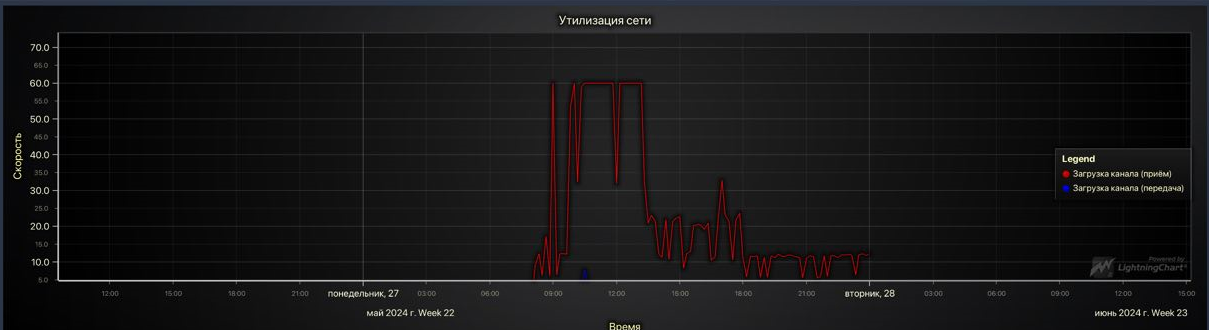 Утилизация сети
70.0
65.0
60.0
55.0
50.0
45.0
40.0
35.0
30.0
25.0
20.0
15.0
10.0
5.0
Скорость
Legend
Загрузка канала (приём)
Загрузка канала (передача)
Powered by
LightningChart®
12:00 15:00 18:00 21:00 понедельник, 27 03:00 06:00 09:00 12:00 15:00 18:00 21:00 вторник, 28 03:00 06:00 09:00 12:00 15:00
май 2024 г. Week 22 июнь 2024 г. Week 23
Время